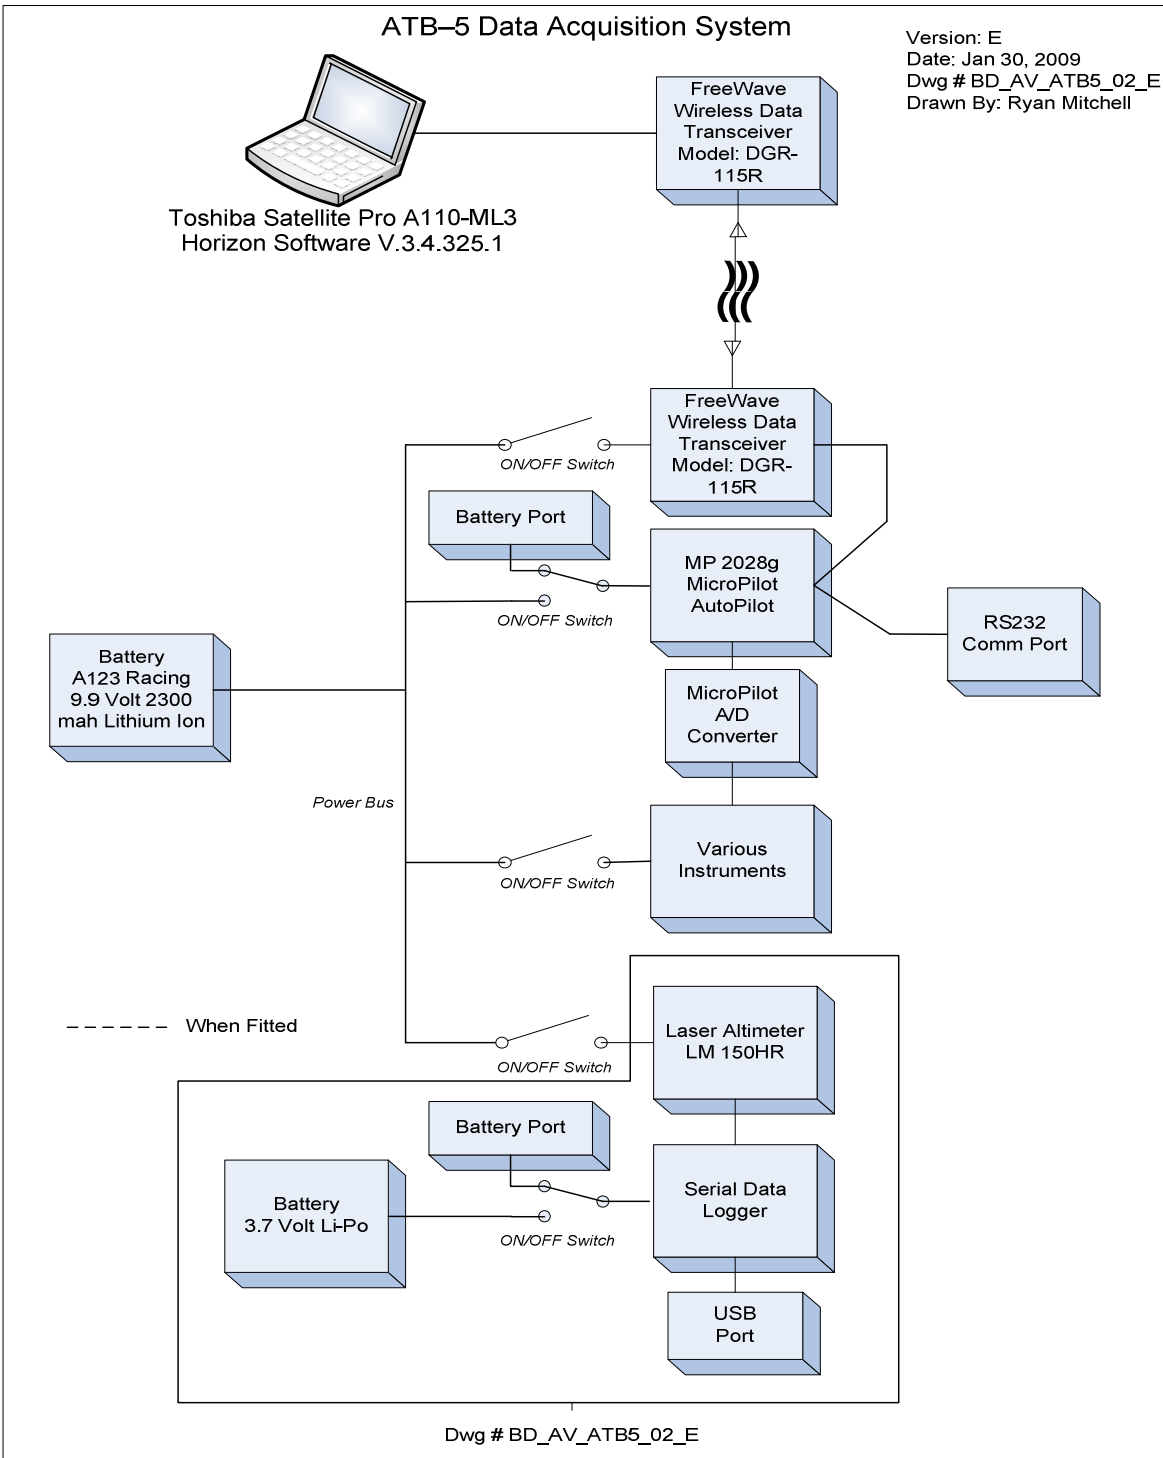 ATB–5 Data Acquisition System
Version: E
Date: Jan 30, 2009
Dwg # BD_AV_ATB5_02_E
Drawn By: Ryan Mitchell
FreeWave
Wireless Data
Transceiver
Model: DGR-
115R
Toshiba Satellite Pro A110-ML3
Horizon Software V.3.4.325.1
FreeWave
Wireless Data
Transceiver
Model: DGR-
115R
ON/OFF Switch
Battery Port
MP 2028g
MicroPilot
AutoPilot
ON/OFF Switch
RS232
Comm Port
Battery
A123 Racing
9.9 Volt 2300
mah Lithium Ion
MicroPilot
A/D
Converter
Power Bus
Various
Instruments
ON/OFF Switch
When Fitted
Laser Altimeter
LM 150HR
ON/OFF Switch
Battery Port
Serial Data
Logger
Battery
3.7 Volt Li-Po
ON/OFF Switch
USB
Port
Dwg # BD_AV_ATB5_02_E